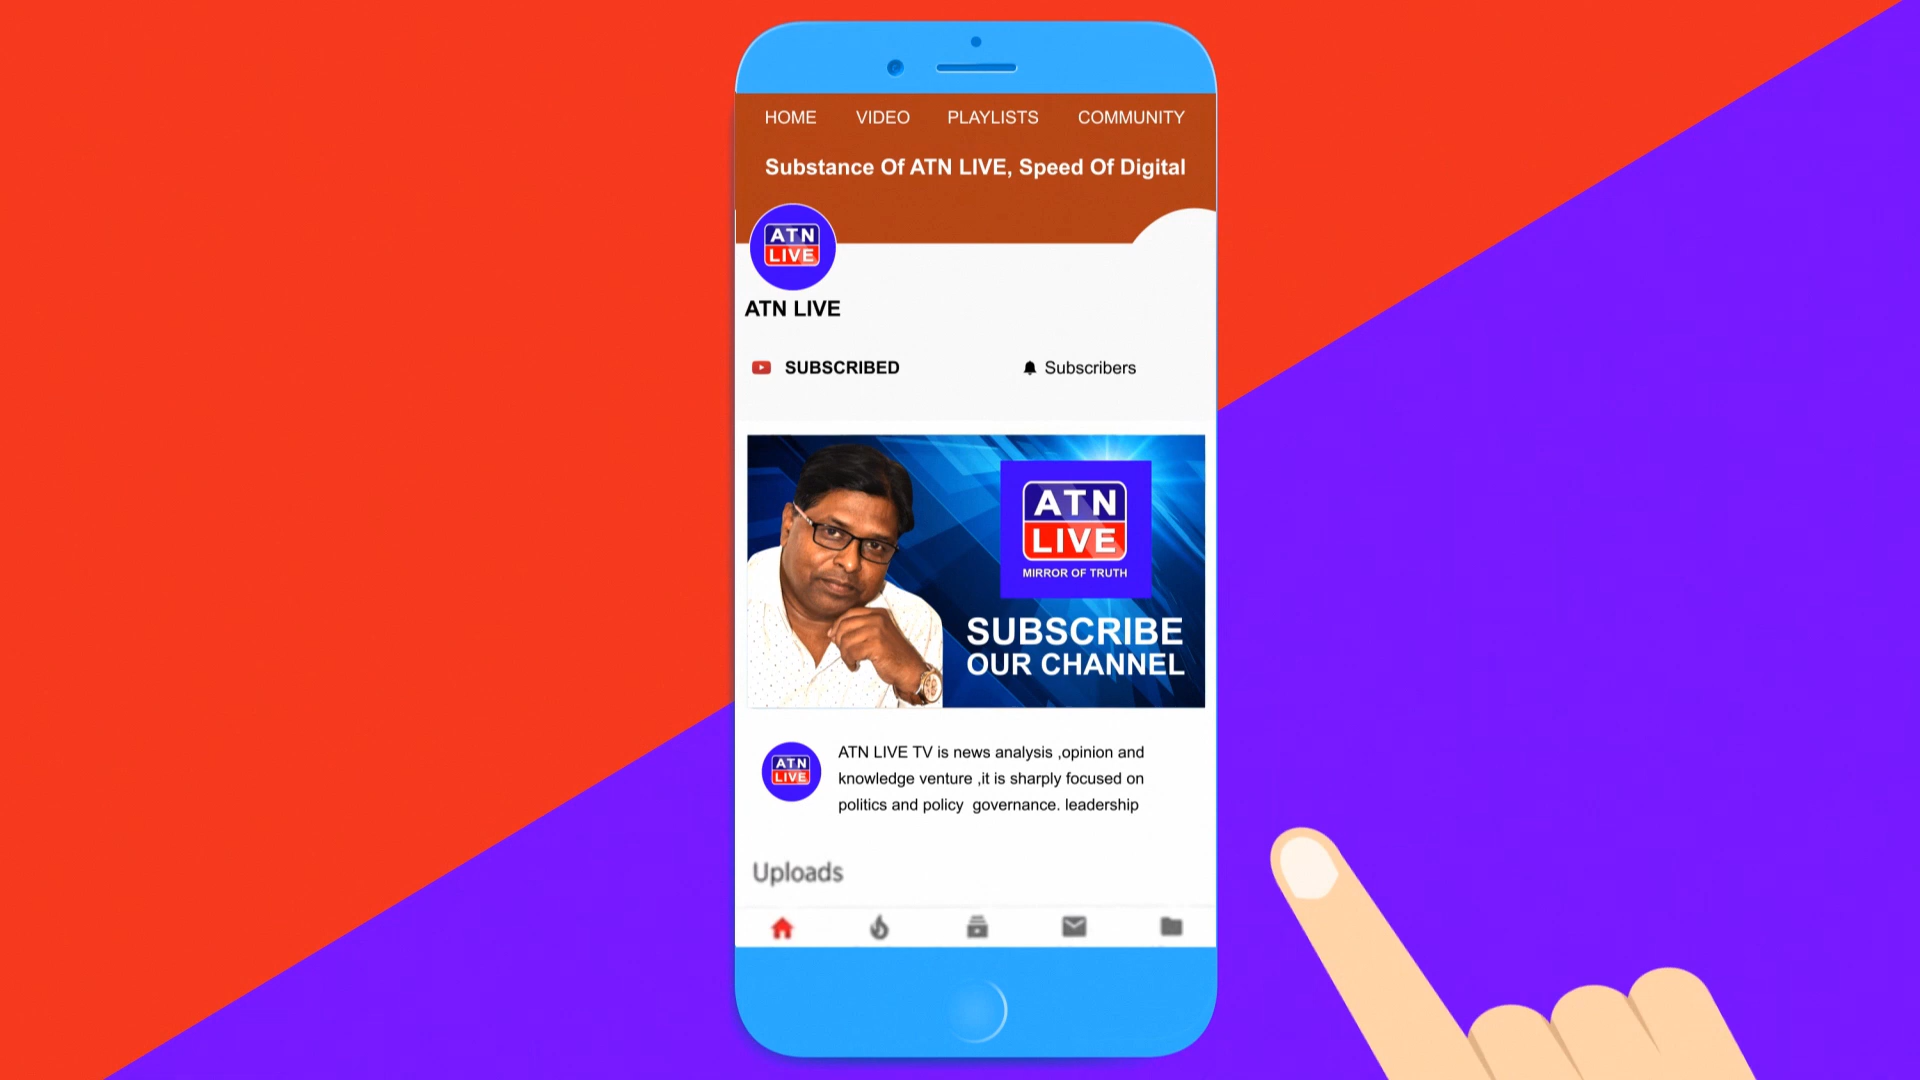 HOME VIDEO PLAYLISTS COMMUNITY
Substance Of ATN LIVE, Speed Of Digital
ATN
LIVE
ATN LIVE
SUBSCRIBED Subscribers
ATN
LIVE
MIRROR OF TRUTH
SUBSCRIBE
OUR CHANNEL
ATN
LIVE
ATN LIVE TV is news analysis ,opinion and
knowledge venture ,it is sharply focused on
politics and policy governance. leadership
Uploads